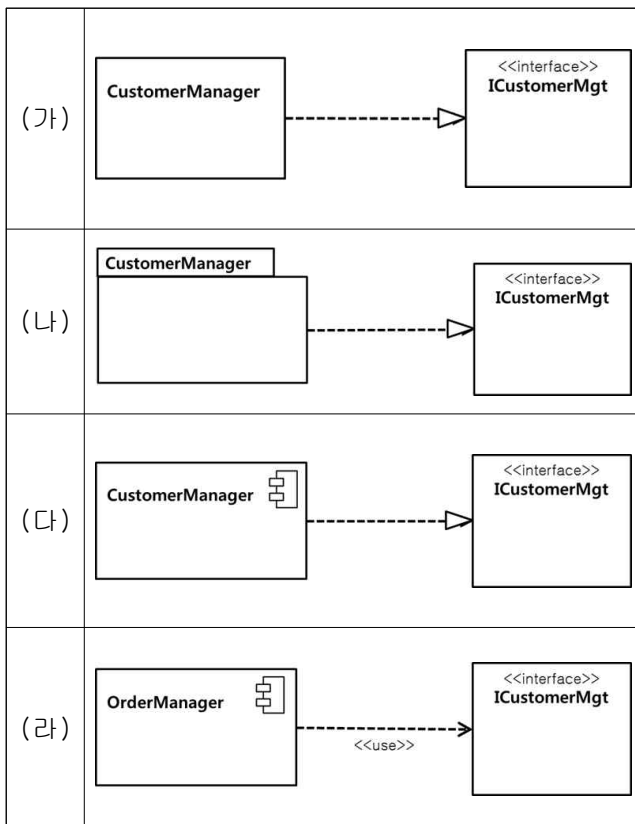 (가)
CustomerManager
<<interface>>
ICustomerMgt
(나)
CustomerManager
<<interface>>
ICustomerMgt
(다)
CustomerManager
<<interface>>
ICustomerMgt
(라)
OrderManager
<<use>>
<<interface>>
ICustomerMgt